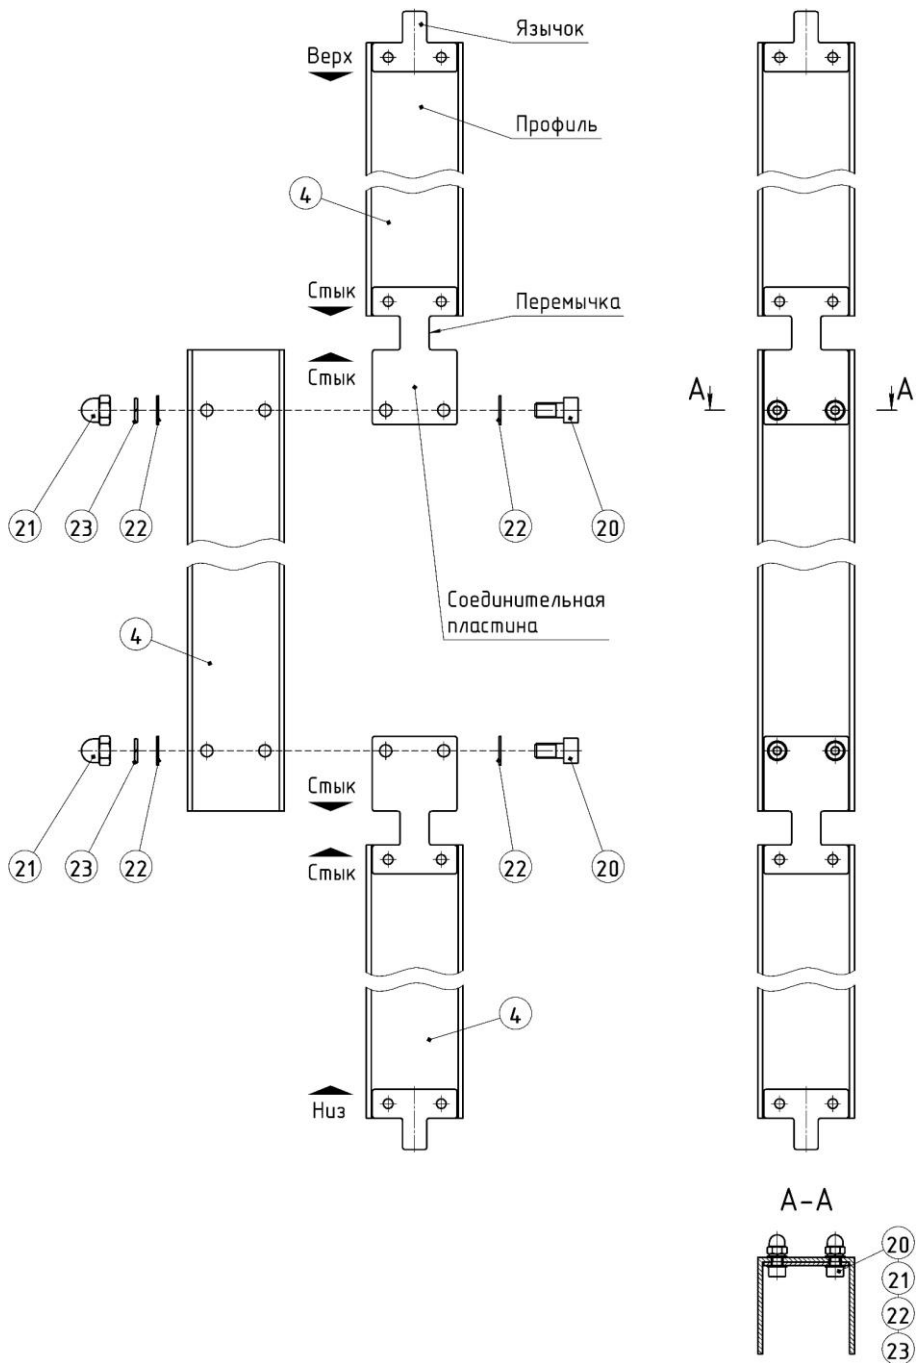 Язычок
Верх
Профиль
4
Стык
Перемычка
Стык
А
А
21
23
22
22
20
Соединительная
пластина
4
Стык
21
23
22
Стык
22
20
4
Низ
А-А
20
21
22
23